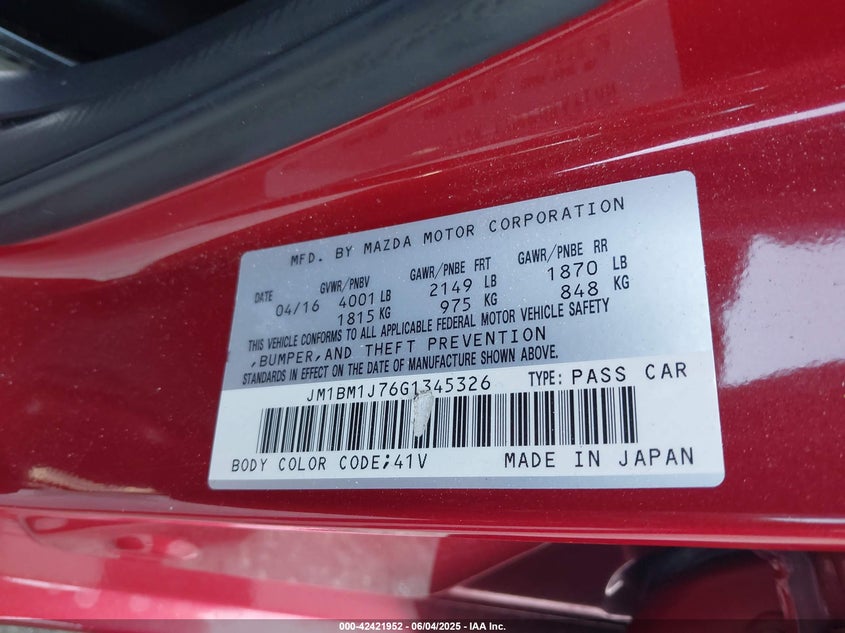 MFD. BY MAZDA MOTOR CORPORATION
DATE GVWR/PNBV GAWR/PNBE FRT GAWR/PNBE RR
04/16 4001 LB 2149 LB 1870 LB
1815 KG 975 KG 848 KG
THIS VEHICLE CONFORMS TO ALL APPLICABLE FEDERAL MOTOR VEHICLE SAFETY
,BUMPER,AND THEFT PREVENTION
STANDARDS IN EFFECT ON THE DATE OF MANUFACTURE SHOWN ABOVE.
JM1BM1J76G1345326 TYPE: PASS CAR
BODY COLOR CODE;41V MADE IN JAPAN
000-42421952 - 06/04/2025 - IAA Inc.